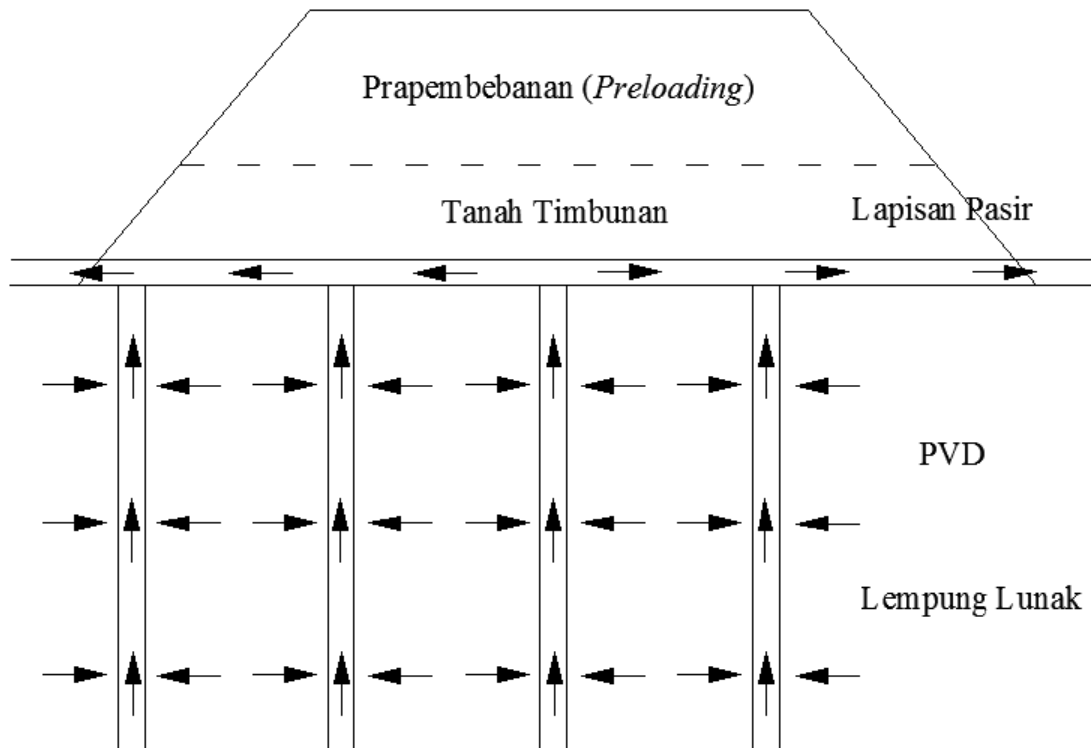 Prapembebanan (Preloading)
Tanah Timbunan
Lapisan Pasir
PVD
Lempung Lunak